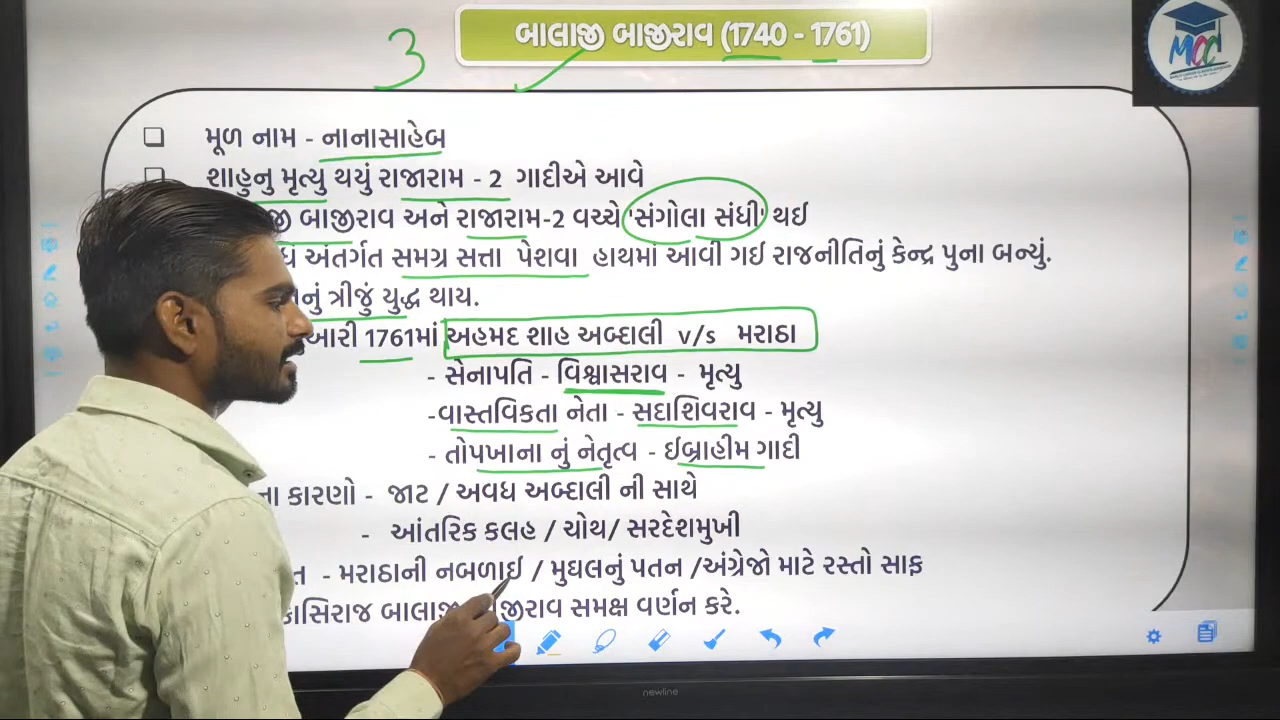 3
બાલાજી બાજીરાવ (1740 - 1761)
MCC
મૂળ નામ - નાનાસાહેબ
શાહુનુ મૃત્યુ થયું રાજારામ - 2 ગાદીએ આવે
બાજીરાવ અને રાજારામ-2 વચ્ચે 'સંગોલા સંધી' થઈ
અંતર્ગત સમગ્ર સત્તા પેશવા હાથમાં આવી ગઈ રાજનીતિનું કેન્દ્ર પુના બન્યું.
ત્રીજું યુદ્ધ થાય.
1761માં અહમદ શાહ અબ્દાલી v/s મરાઠા
- સેનાપતિ - વિશ્વાસરાવ - મૃત્યુ
-વાસ્તવિકતા નેતા - સદાશિવરાવ - મૃત્યુ
- તોપખાના નું નેતૃત્વ - ઈબ્રાહીમ ગાદી
કારણો - જાટ / અવધ અબ્દાલી ની સાથે
- આંતરિક કલહ / ચોથ/ સરદેશમુખી
- મરાઠાની નબળાઈ / મુઘલનું પતન /અંગ્રેજો માટે રસ્તો સાફ
કાસિરાજ બાલાજી સમક્ષ વર્ણન કરે.
newline